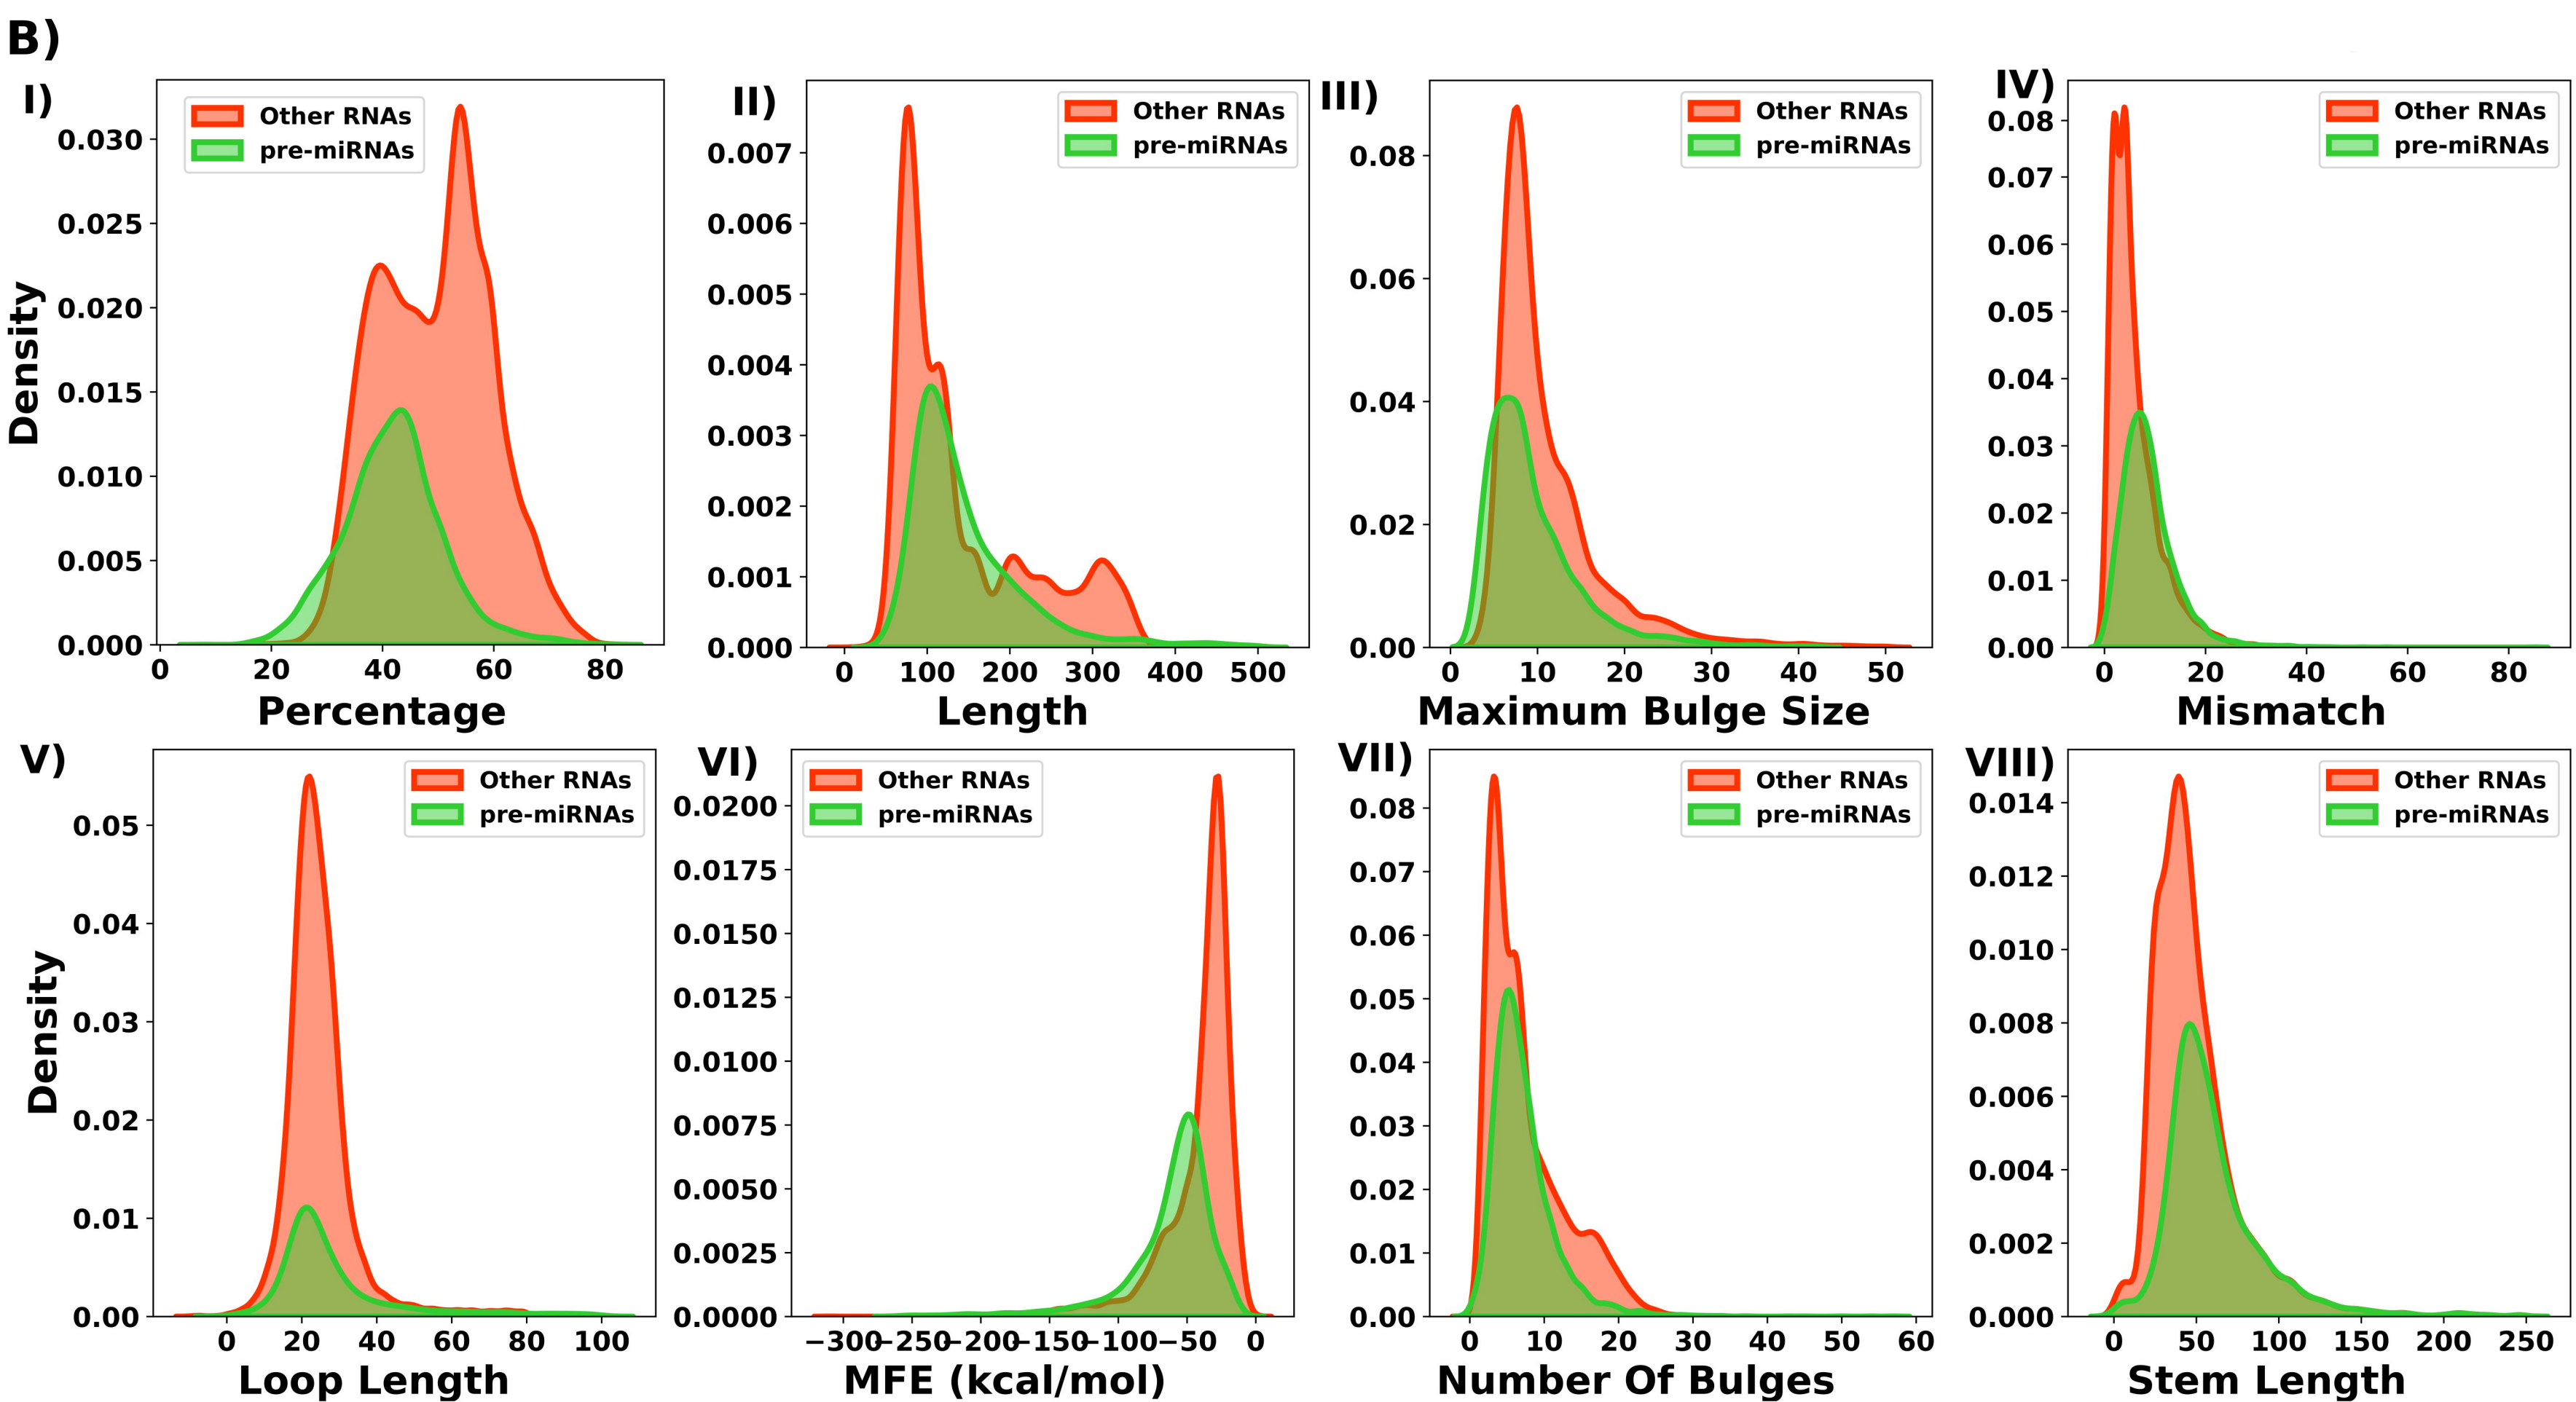 B)
I)
Other RNAs
pre-miRNAs
0.030
0.025
0.020
0.015
0.010
0.005
0.000
Density
0 20 40 60 80
Percentage
II)
Other RNAs
pre-miRNAs
0.007
0.006
0.005
0.004
0.003
0.002
0.001
0.000
0 100 200 300 400 500
Length
III)
Other RNAs
pre-miRNAs
0.08
0.06
0.04
0.02
0.00
0 10 20 30 40 50
Maximum Bulge Size
IV)
Other RNAs
pre-miRNAs
0.08
0.07
0.06
0.05
0.04
0.03
0.02
0.01
0.00
0 20 40 60 80
Mismatch
V)
Other RNAs
pre-miRNAs
0.05
0.04
0.03
0.02
0.01
0.00
Density
0 20 40 60 80 100
Loop Length
VI)
Other RNAs
pre-miRNAs
0.0200
0.0175
0.0150
0.0125
0.0100
0.0075
0.0050
0.0025
0.0000
−300 −250 −200 −150 −100 −50 0
MFE (kcal/mol)
VII)
Other RNAs
pre-miRNAs
0.08
0.07
0.06
0.05
0.04
0.03
0.02
0.01
0.00
0 10 20 30 40 50 60
Number Of Bulges
VIII)
Other RNAs
pre-miRNAs
0.014
0.012
0.010
0.008
0.006
0.004
0.002
0.000
0 50 100 150 200 250
Stem Length